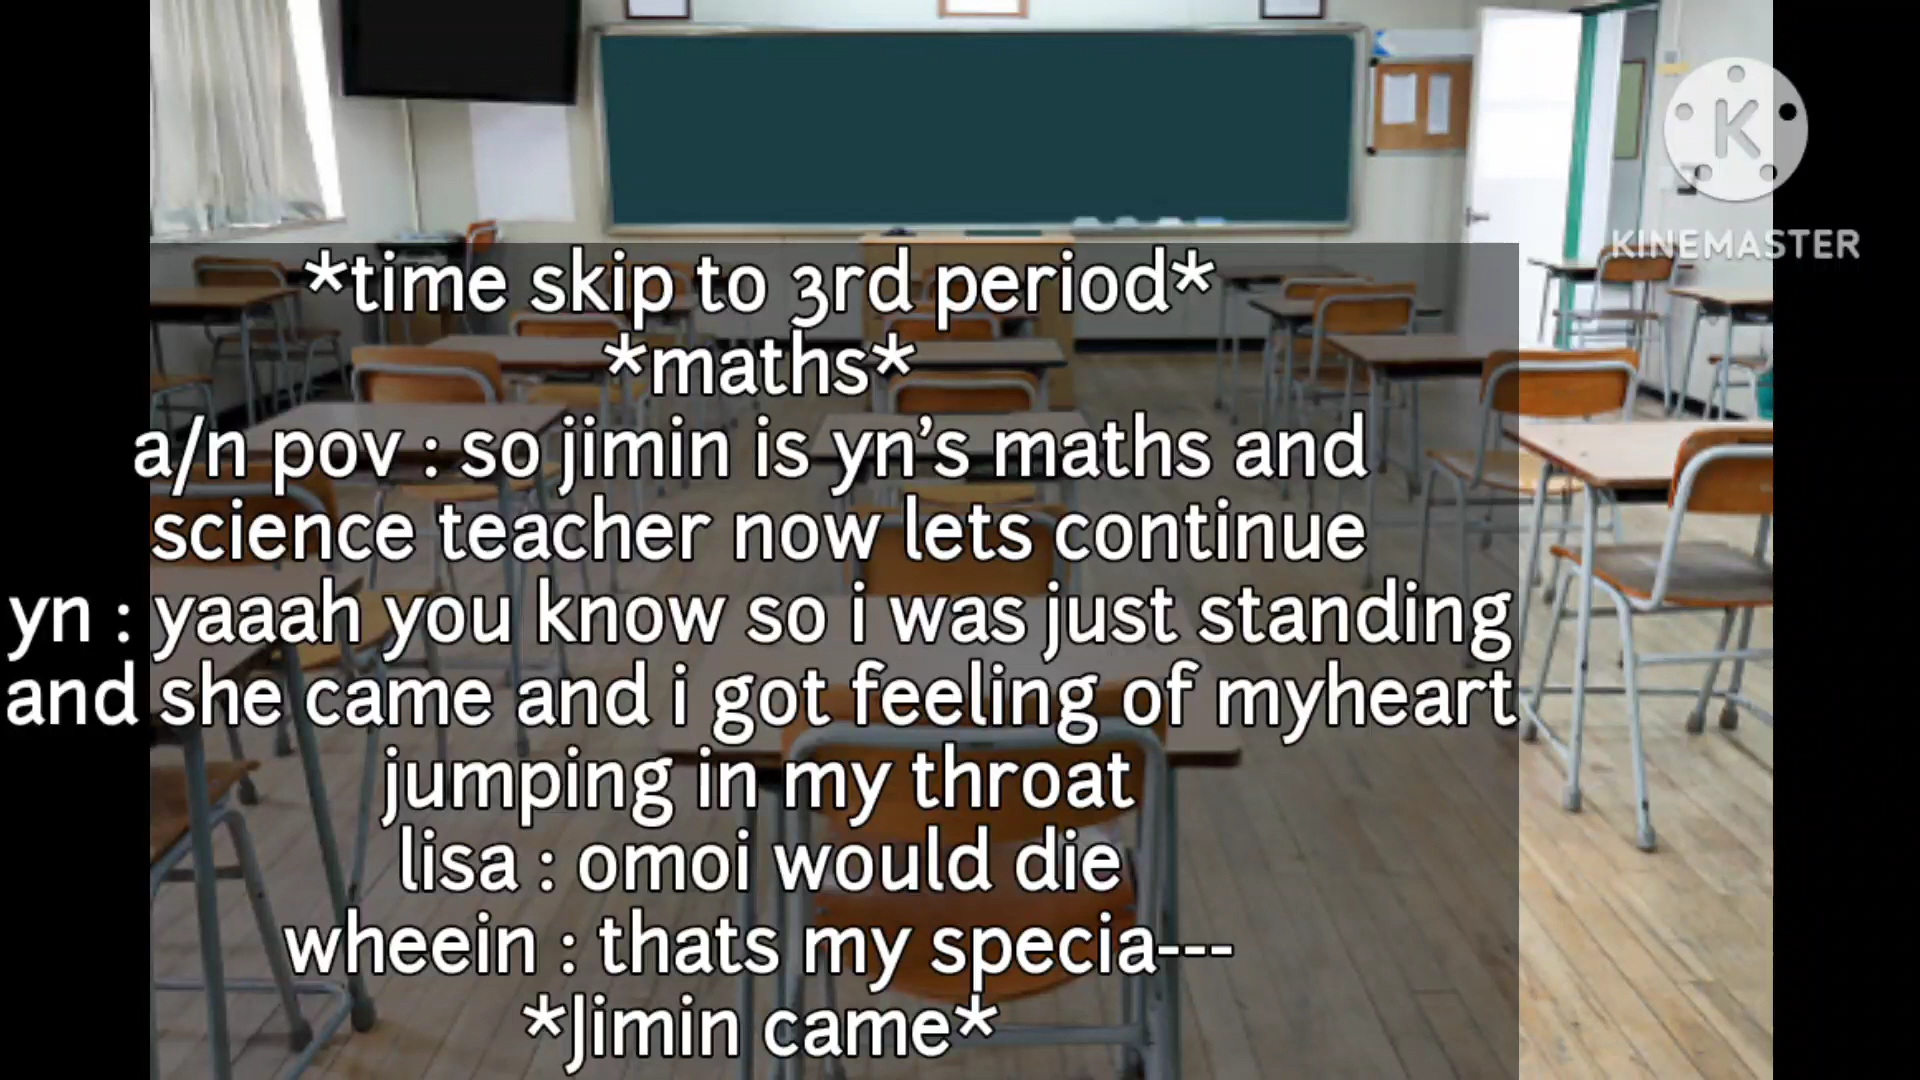 K
KINEMASTER
*time skip to 3rd period*
*maths*
a/n pov : so jimin is yn's maths and
science teacher now lets continue
yn : yaaah you know so i was just standing
and she came and i got feeling of myheart
jumping in my throat
lisa : omoi would die
wheein : thats my specia---
*Jimin came*